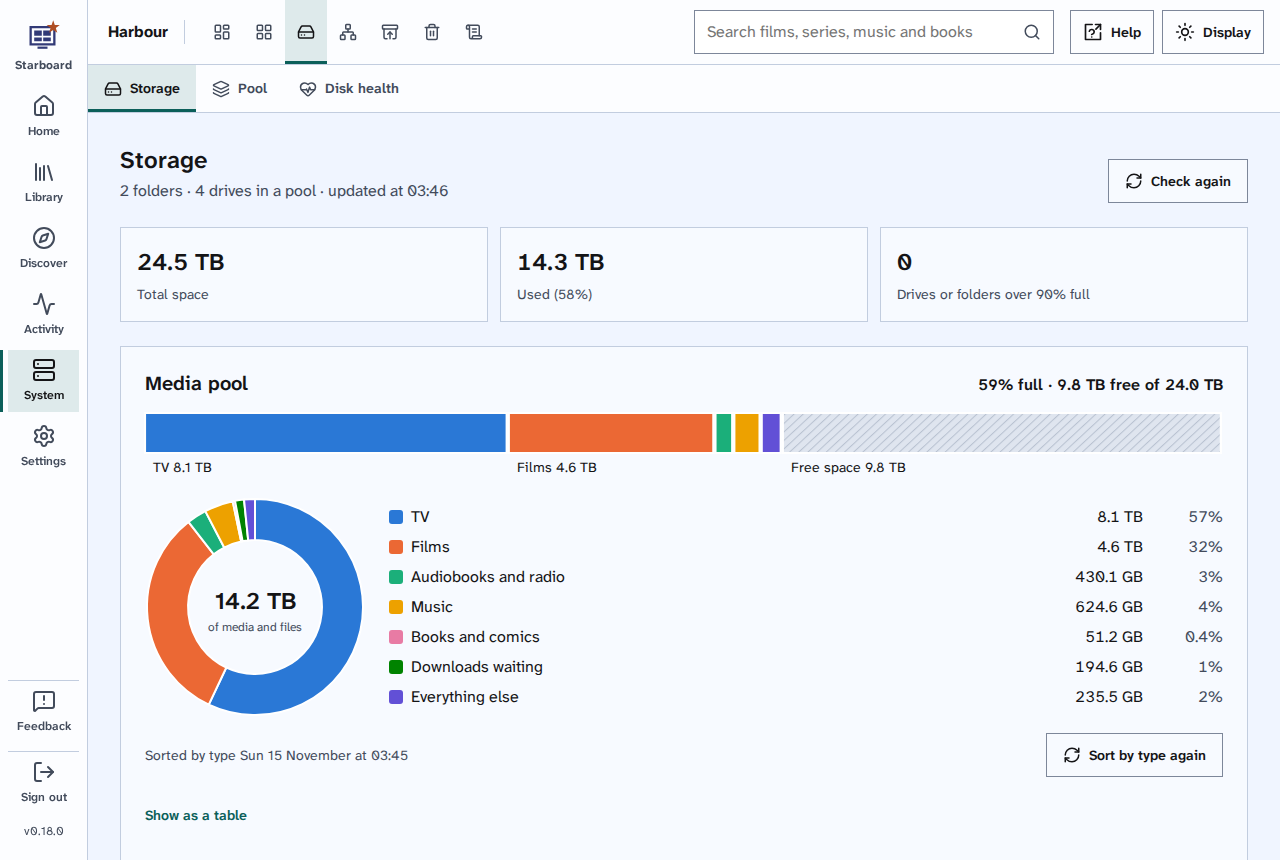 Starboard
Home
Library
Discover
Activity
System
Settings
Feedback
Sign out
v0.18.0
Harbour
Search films, series, music and books
Help
Display
Storage
Pool
Disk health
Storage
2 folders · 4 drives in a pool · updated at 03:46
Check again
24.5 TB
Total space
14.3 TB
Used (58%)
0
Drives or folders over 90% full
Media pool
59% full · 9.8 TB free of 24.0 TB
TV 8.1 TB
Films 4.6 TB
Free space 9.8 TB
14.2 TB
of media and files
TV 8.1 TB 57%
Films 4.6 TB 32%
Audiobooks and radio 430.1 GB 3%
Music 624.6 GB 4%
Books and comics 51.2 GB 0.4%
Downloads waiting 194.6 GB 1%
Everything else 235.5 GB 2%
Sorted by type Sun 15 November at 03:45
Sort by type again
Show as a table